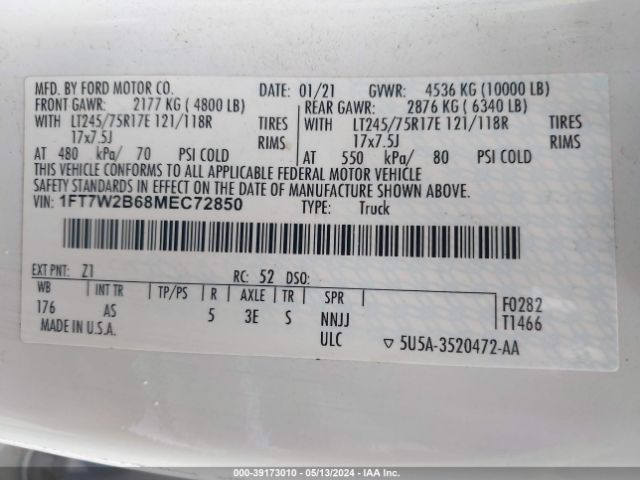 MFD. BY FORD MOTOR CO. DATE: 01/21 GVWR: 4536 KG (10000 LB)
FRONT GAWR: 2177 KG ( 4800 LB) REAR GAWR: 2876 KG ( 6340 LB)
WITH LT245/75R17E 121/118R TIRES WITH LT245/75R17E 121/118R TIRES
17x7.5J RIMS 17x7.5J RIMS
AT 480 kPa/ 70 PSI COLD AT 550 kPa/ 80 PSI COLD
THIS VEHICLE CONFORMS TO ALL APPLICABLE FEDERAL MOTOR VEHICLE
SAFETY STANDARDS IN EFFECT ON THE DATE OF MANUFACTURE SHOWN ABOVE.
VIN: 1FT7W2B68MEC72850 TYPE: Truck
EXT PNT: Z1 RC: 52 DSO:
WB INT TR TP/PS R AXLE TR SPR F0282
176 AS 5 3E S NNJJ T1466
MADE IN U.S.A. ULC ▽ 5U5A-3520472-AA
000-39173010 - 05/13/2024 - IAA Inc.